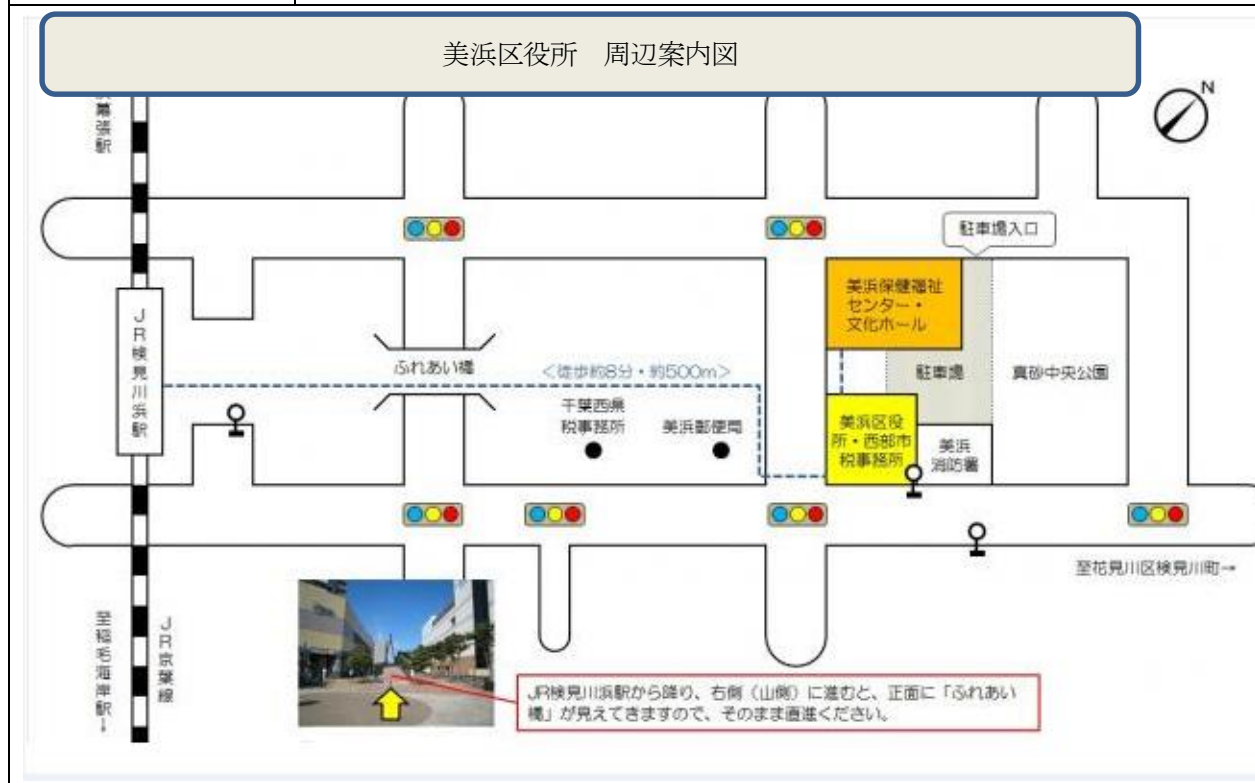 美浜区役所　周辺案内図
N
幕張駅
駐車場入口
美浜保健福祉
センター・
文化ホール
JR検見川浜駅
ふれあい橋
<徒歩約8分・約500m>
駐車場
真砂中央公園
千葉西県
税事務所
美浜郵便局
美浜区役
所・西部市
税事務所
美浜
消防署
至花見川区検見川町→
至稲毛海岸駅→
JR京葉線
JR検見川浜駅から降り、右側（山側）に進むと、正面に「ふれあい
橋」が見えてきますので、そのまま直進ください。